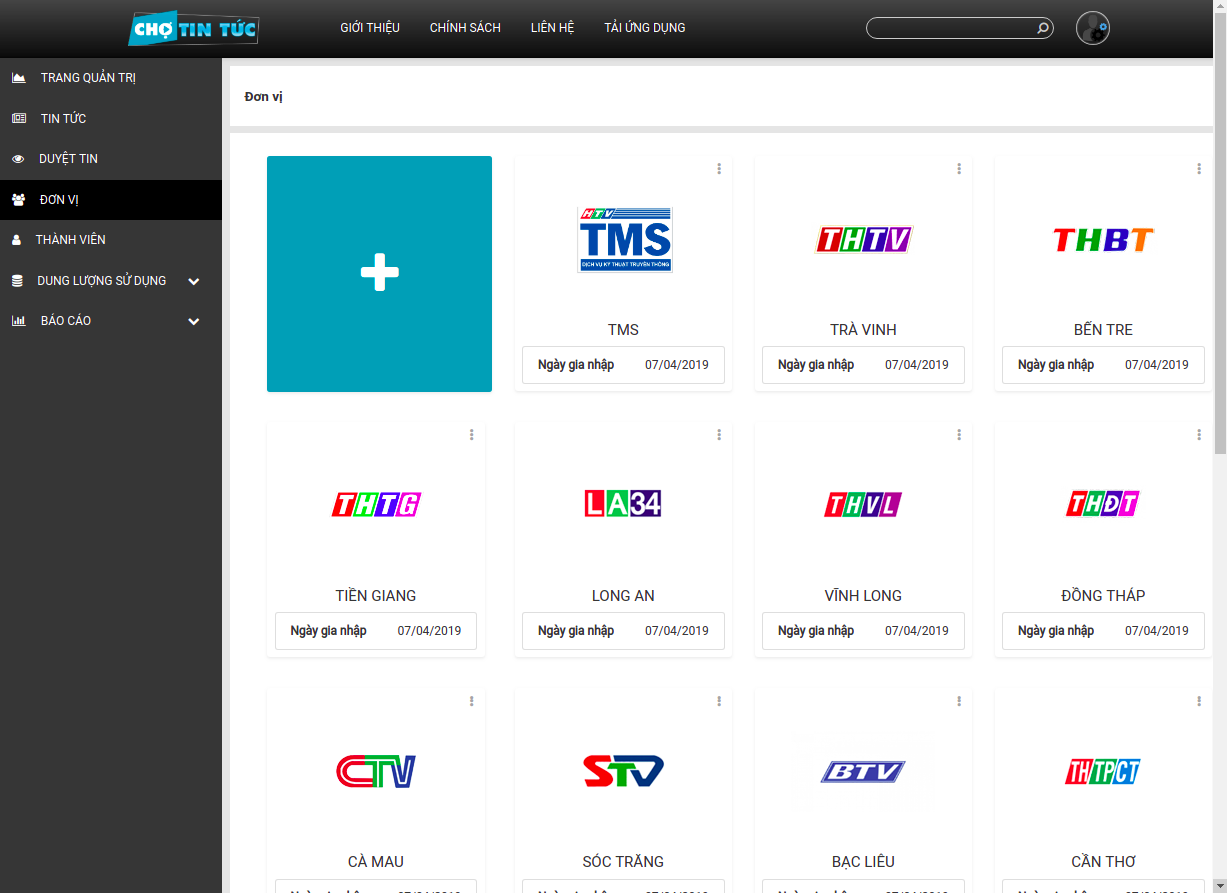 CHỢ TIN TỨC
GIỚI THIỆU
CHÍNH SÁCH
LIÊN HỆ
TẢI ỨNG DỤNG
TRANG QUẢN TRỊ
TIN TỨC
DUYỆT TIN
ĐƠN VỊ
THÀNH VIÊN
DUNG LƯỢNG SỬ DỤNG
BÁO CÁO
Đơn vị
HTV
TMS
DỊCH VỤ KỸ THUẬT TRUYỀN THÔNG
THTV
THBT
TMS
TRÀ VINH
BẾN TRE
Ngày gia nhập 07/04/2019
Ngày gia nhập 07/04/2019
Ngày gia nhập 07/04/2019
THTG
LA34
THVL
THĐT
TIỀN GIANG
LONG AN
VĨNH LONG
ĐỒNG THÁP
Ngày gia nhập 07/04/2019
Ngày gia nhập 07/04/2019
Ngày gia nhập 07/04/2019
Ngày gia nhập 07/04/2019
CTV
STV
BTV
THTPCT
CÀ MAU
SÓC TRĂNG
BẠC LIÊU
CẦN THƠ